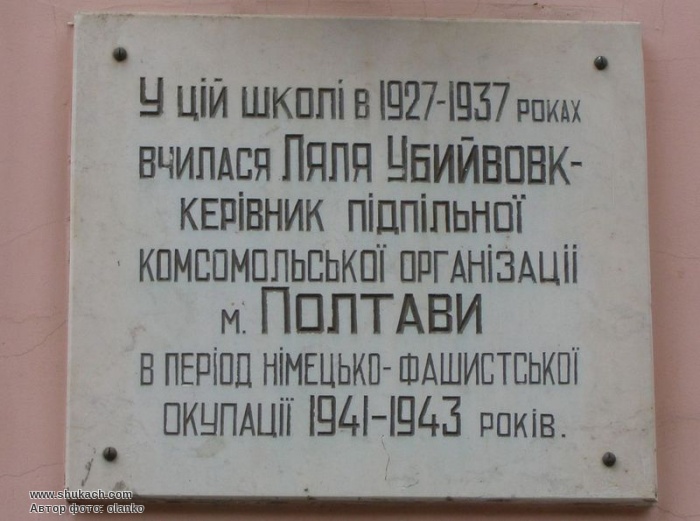 У ЦІЙ ШКОЛІ В 1927-1937 РОКАХ
ВЧИЛАСЯ ЛЯЛЯ УБИЙВОВК-
КЕРІВНИК ПІДПІЛЬНОЇ
КОМСОМОЛЬСЬКОЇ ОРГАНІЗАЦІЇ
М. ПОЛТАВИ
В ПЕРІОД НІМЕЦЬКО-ФАШИСТСЬКОЇ
ОКУПАЦІЇ 1941-1943 РОКІВ.
www.shukach.com
Автор фото: olanko